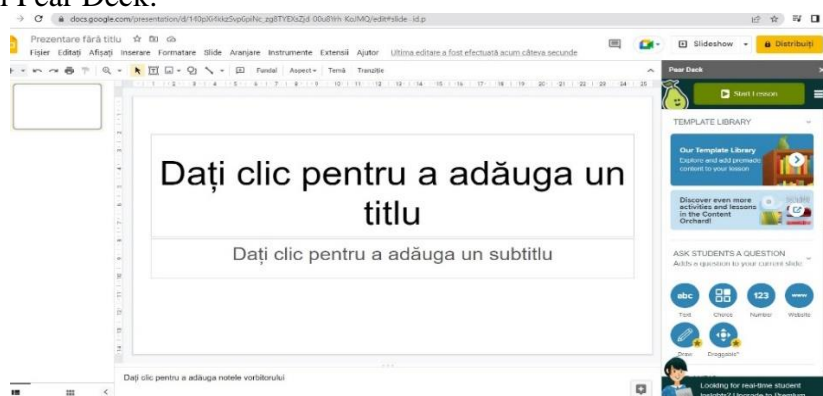 Pear Deck.
docs.google.com/presentation/d/
Prezentare fără titlu
Fișier Editați Afișați Inserare Formatare Slide Aranjare Instrumente Extensii Ajutor Ultima editare a fost efectuată acum câteva secunde
Slideshow
Distribuiți
Fundal Aspect Temă Tranziție
Pear Deck
Start Lesson
TEMPLATE LIBRARY
Our Template Library
Explore and add premade
content to your lesson
Discover even more
activities and lessons
in the Content
Orchard!
Dați clic pentru a adăuga un
titlu
Dați clic pentru a adăuga un subtitlu
ASK STUDENTS A QUESTION
Adds a question to your current slide
abc 123 www
Text Choice Number Website
Draw Draggable
Dați clic pentru a adăuga notele vorbitorului
Looking for real-time student
insights? Upgrade to Premium